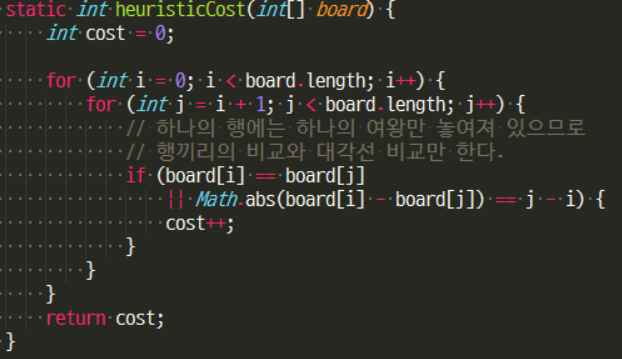 static int heuristicCost(int[] board) {
    int cost = 0;

    for (int i = 0; i < board.length; i++) {
        for (int j = i + 1; j < board.length; j++) {
            // 하나의 행에는 하나의 여왕만 놓여져 있으므로
            // 행끼리의 비교와 대각선 비교만 한다.
            if (board[i] == board[j]
                || Math.abs(board[i] - board[j]) == j - i) {
                cost++;
            }
        }
    }
    return cost;
}